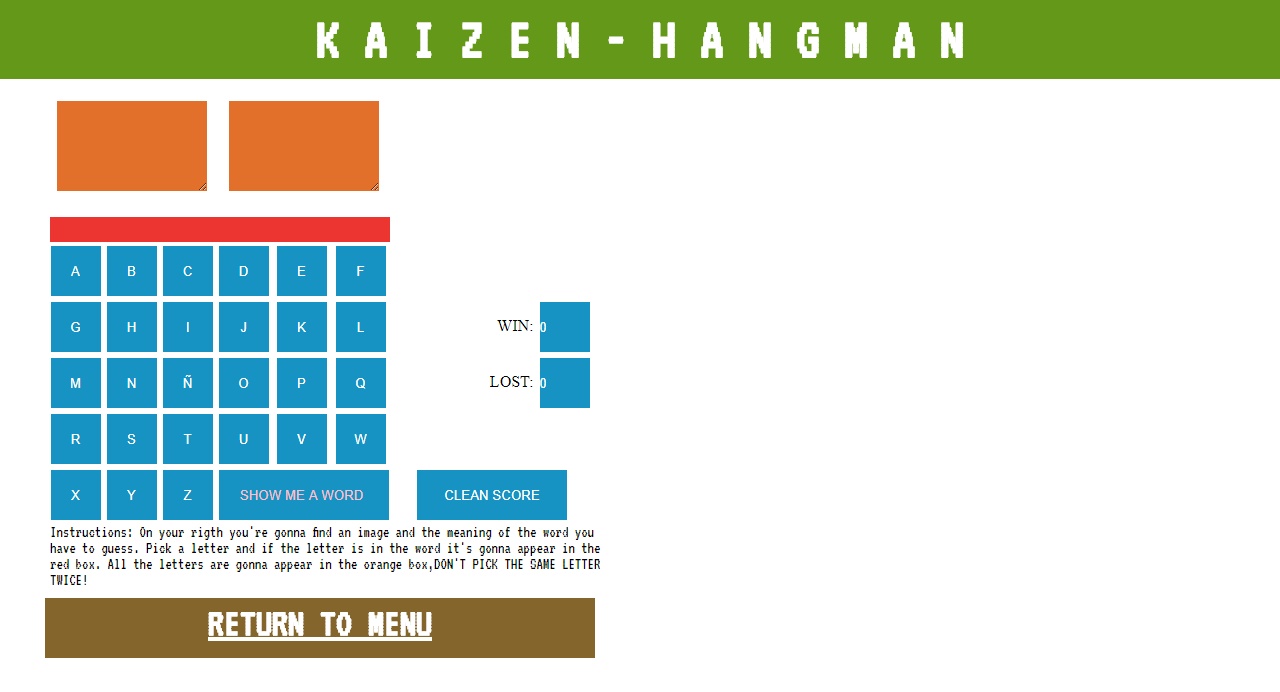 KAIZEN-HANGMAN
A B C D E F
G H I J K L
WIN: 0
M N Ñ O P Q
LOST: 0
R S T U V W
X Y Z SHOW ME A WORD CLEAN SCORE
Instructions: On your rigth you're gonna find an image and the meaning of the word you
have to guess. Pick a letter and if the letter is in the word it's gonna appear in the
red box. All the letters are gonna appear in the orange box,DON'T PICK THE SAME LETTER
TWICE!
RETURN TO MENU